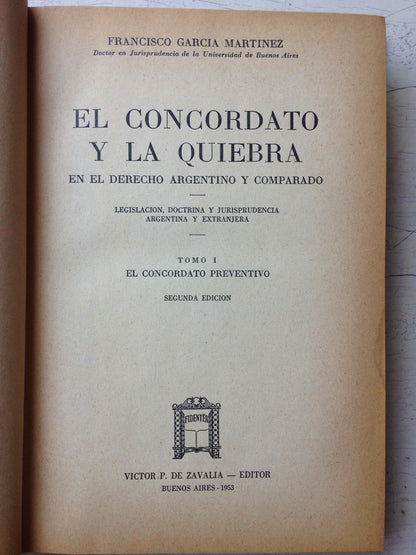 FRANCISCO GARCIA MARTINEZ
Doctor en Jurisprudencia de la Universidad de Buenos Aires
EL CONCORDATO
Y LA QUIEBRA
EN EL DERECHO ARGENTINO Y COMPARADO
LEGISLACION, DOCTRINA Y JURISPRUDENCIA
ARGENTINA Y EXTRANJERA
TOMO I
EL CONCORDATO PREVENTIVO
SEGUNDA EDICION
FIDENTER
VICTOR P. DE ZAVALIA — EDITOR
BUENOS AIRES - 1953